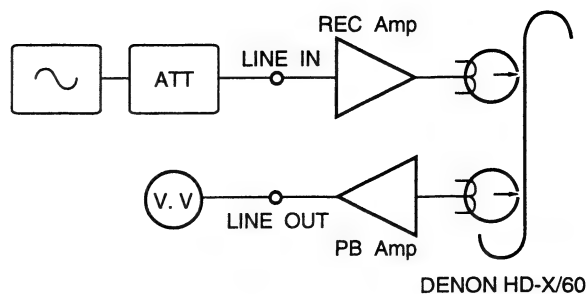 REC Amp
LINE IN
ATT
V. V
LINE OUT
PB Amp
DENON HD-X/60